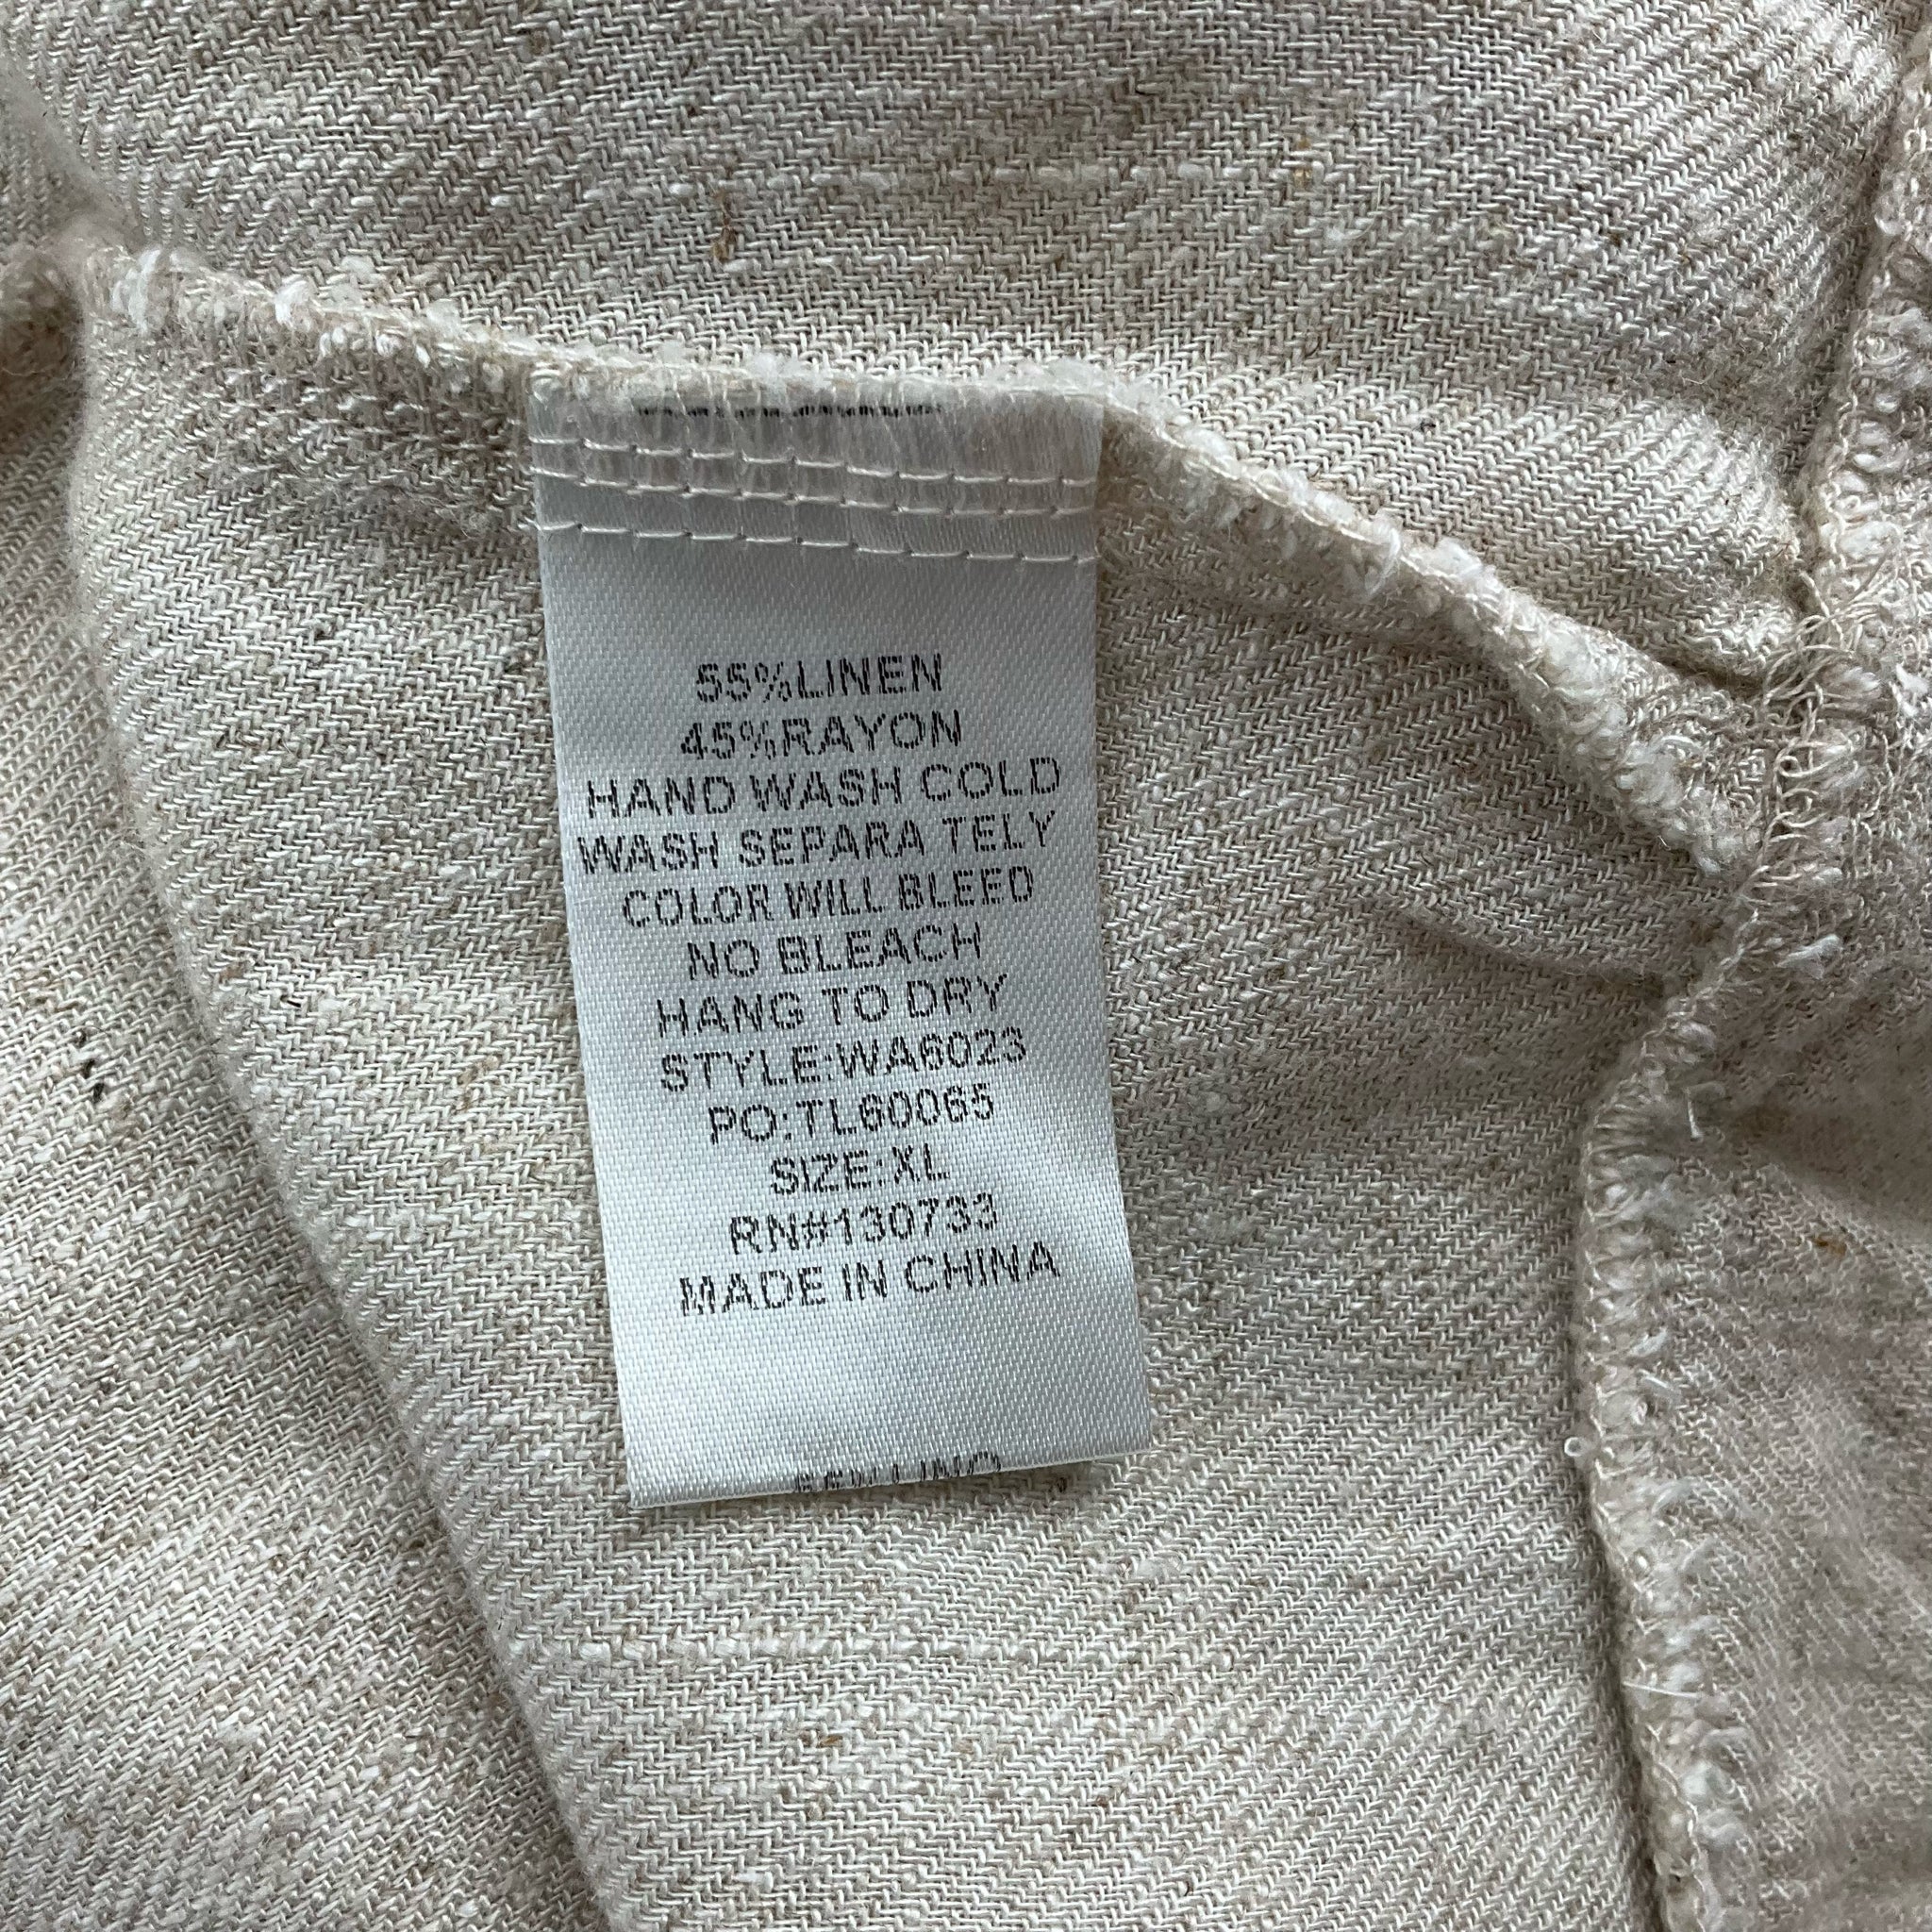 55%LINEN
45%RAYON
HAND WASH COLD
WASH SEPARA TELY
COLOR WILL BLEED
NO BLEACH
HANG TO DRY
STYLE:WA6023
PO:TL60065
SIZE:XL
RN#130733
MADE IN CHINA